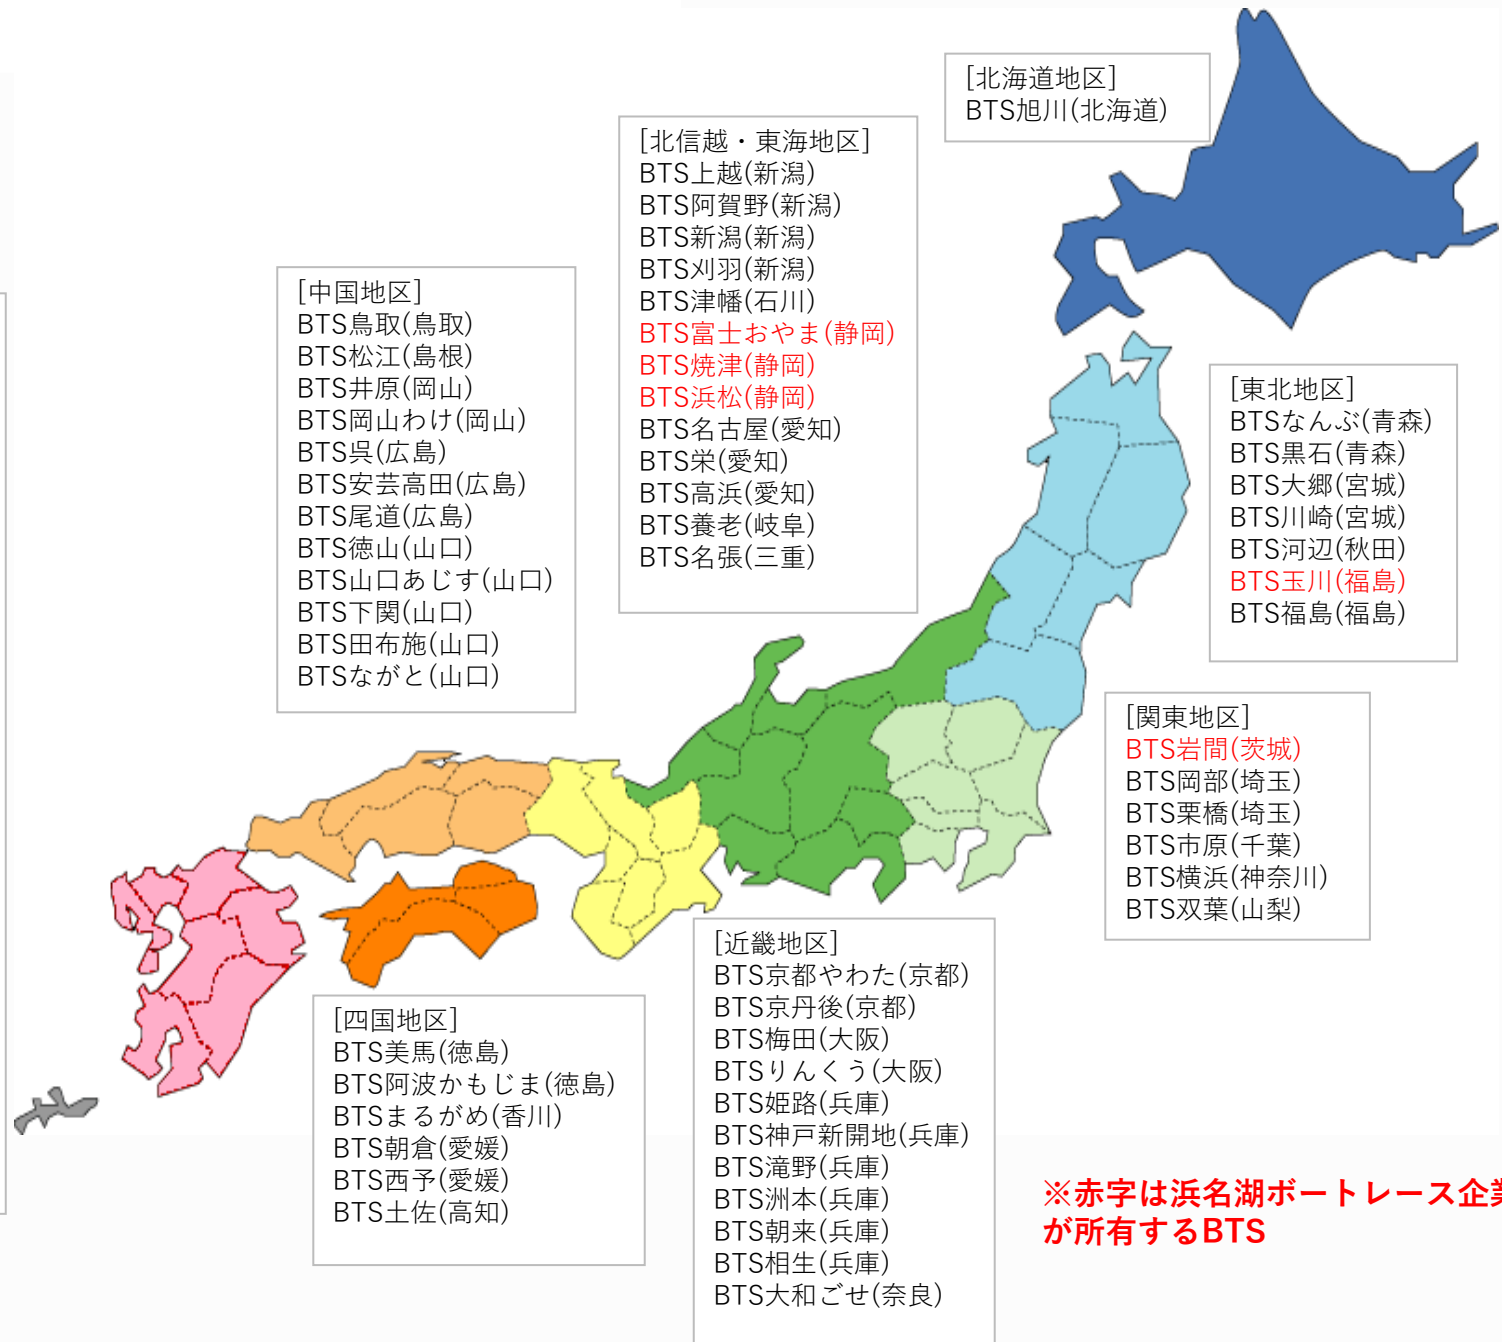 [北海道地区]
BTS旭川(北海道)
[北信越・東海地区]
BTS上越(新潟)
BTS阿賀野(新潟)
BTS新潟(新潟)
BTS刈羽(新潟)
BTS津幡(石川)
BTS富士おやま(静岡)
BTS焼津(静岡)
BTS浜松(静岡)
BTS名古屋(愛知)
BTS栄(愛知)
BTS高浜(愛知)
BTS養老(岐阜)
BTS名張(三重)
[中国地区]
BTS鳥取(鳥取)
BTS松江(島根)
BTS井原(岡山)
BTS岡山わけ(岡山)
BTS呉(広島)
BTS安芸高田(広島)
BTS尾道(広島)
BTS徳山(山口)
BTS山口あじす(山口)
BTS下関(山口)
BTS田布施(山口)
BTSながと(山口)
[東北地区]
BTSなんぶ(青森)
BTS黒石(青森)
BTS大郷(宮城)
BTS川崎(宮城)
BTS河辺(秋田)
BTS玉川(福島)
BTS福島(福島)
[関東地区]
BTS岩間(茨城)
BTS岡部(埼玉)
BTS栗橋(埼玉)
BTS市原(千葉)
BTS横浜(神奈川)
BTS双葉(山梨)
[近畿地区]
BTS京都やわた(京都)
BTS京丹後(京都)
BTS梅田(大阪)
BTSりんくう(大阪)
BTS姫路(兵庫)
BTS神戸新開地(兵庫)
BTS滝野(兵庫)
BTS洲本(兵庫)
BTS朝来(兵庫)
BTS相生(兵庫)
BTS大和ごせ(奈良)
[四国地区]
BTS美馬(徳島)
BTS阿波かもじま(徳島)
BTSまるがめ(香川)
BTS朝倉(愛媛)
BTS西予(愛媛)
BTS土佐(高知)
※赤字は浜名湖ボートレース企業
が所有するBTS